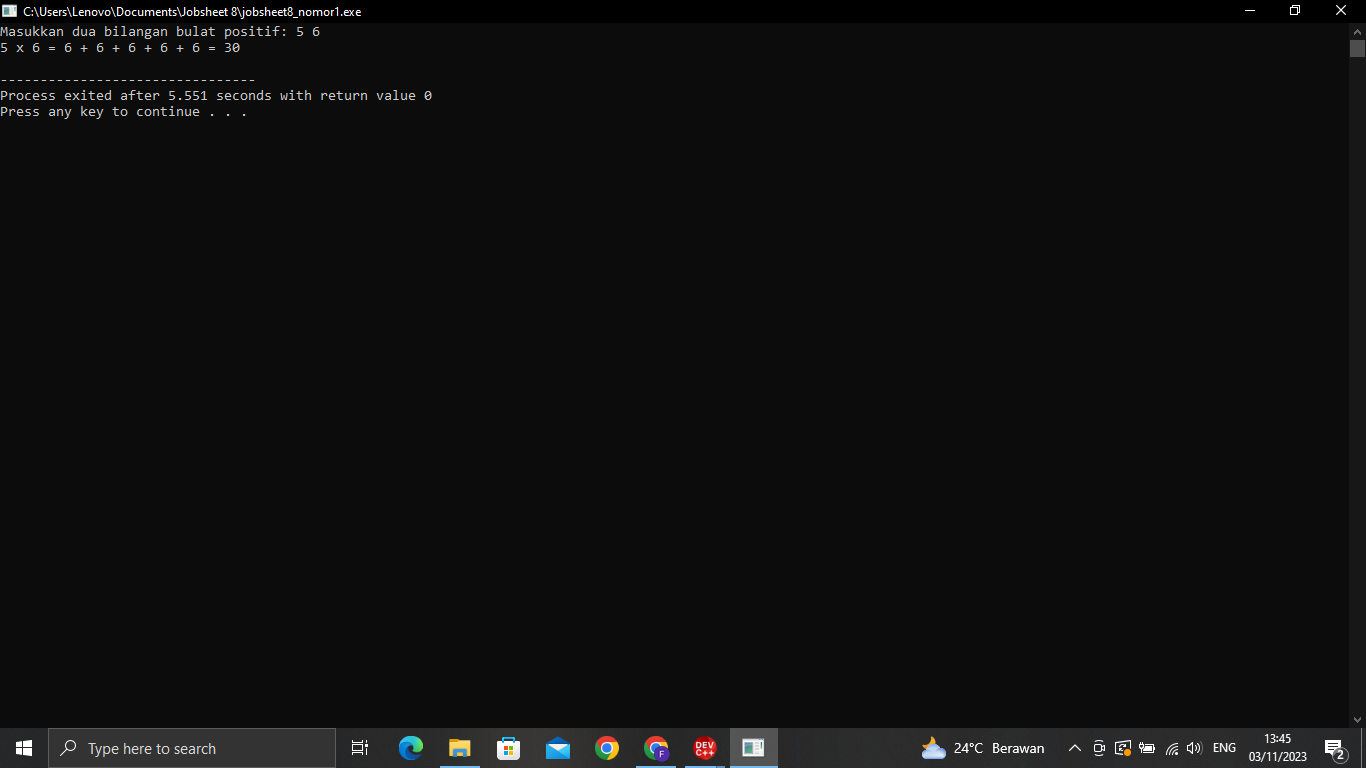 C:\Users\Lenovo\Documents\Jobsheet 8\jobsheet8_nomor1.exe
Masukkan dua bilangan bulat positif: 5 6
5 x 6 = 6 + 6 + 6 + 6 + 6 = 30
--------------------------------
Process exited after 5.551 seconds with return value 0
Press any key to continue . . .
Type here to search
F
DEV
C++
24°C Berawan
ENG
13:45
03/11/2023
2